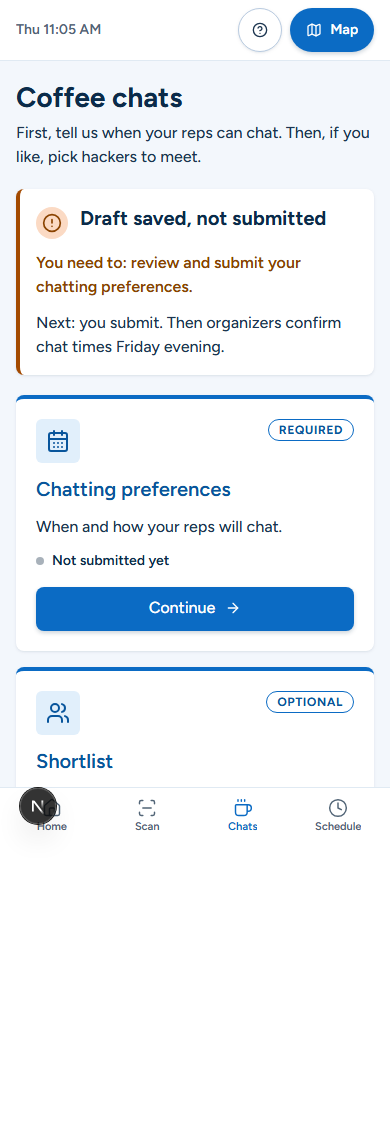 Thu 11:05 AM
Map
Coffee chats
First, tell us when your reps can chat. Then, if you
like, pick hackers to meet.
Draft saved, not submitted
You need to: review and submit your
chatting preferences.
Next: you submit. Then organizers confirm
chat times Friday evening.
REQUIRED
Chatting preferences
When and how your reps will chat.
Not submitted yet
Continue
OPTIONAL
Shortlist
N
Home
Scan
Chats
Schedule